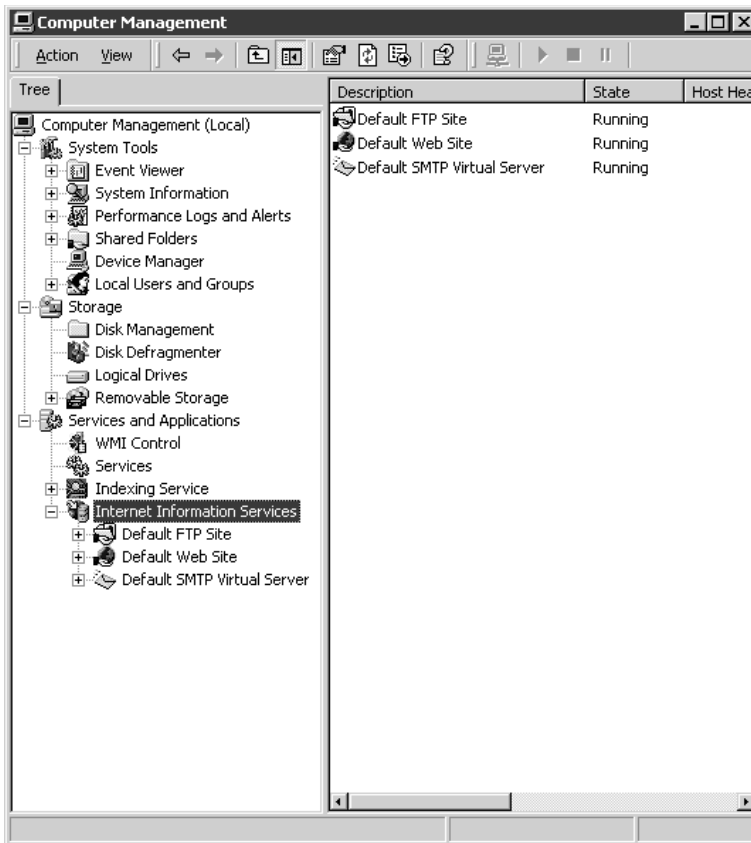 Computer Management
Action View
Tree
Description State Host Hea
Computer Management (Local)
System Tools
Event Viewer
System Information
Performance Logs and Alerts
Shared Folders
Device Manager
Local Users and Groups
Storage
Disk Management
Disk Defragmenter
Logical Drives
Removable Storage
Services and Applications
WMI Control
Services
Indexing Service
Internet Information Services
Default FTP Site
Default Web Site
Default SMTP Virtual Server
Default FTP Site Running
Default Web Site Running
Default SMTP Virtual Server Running